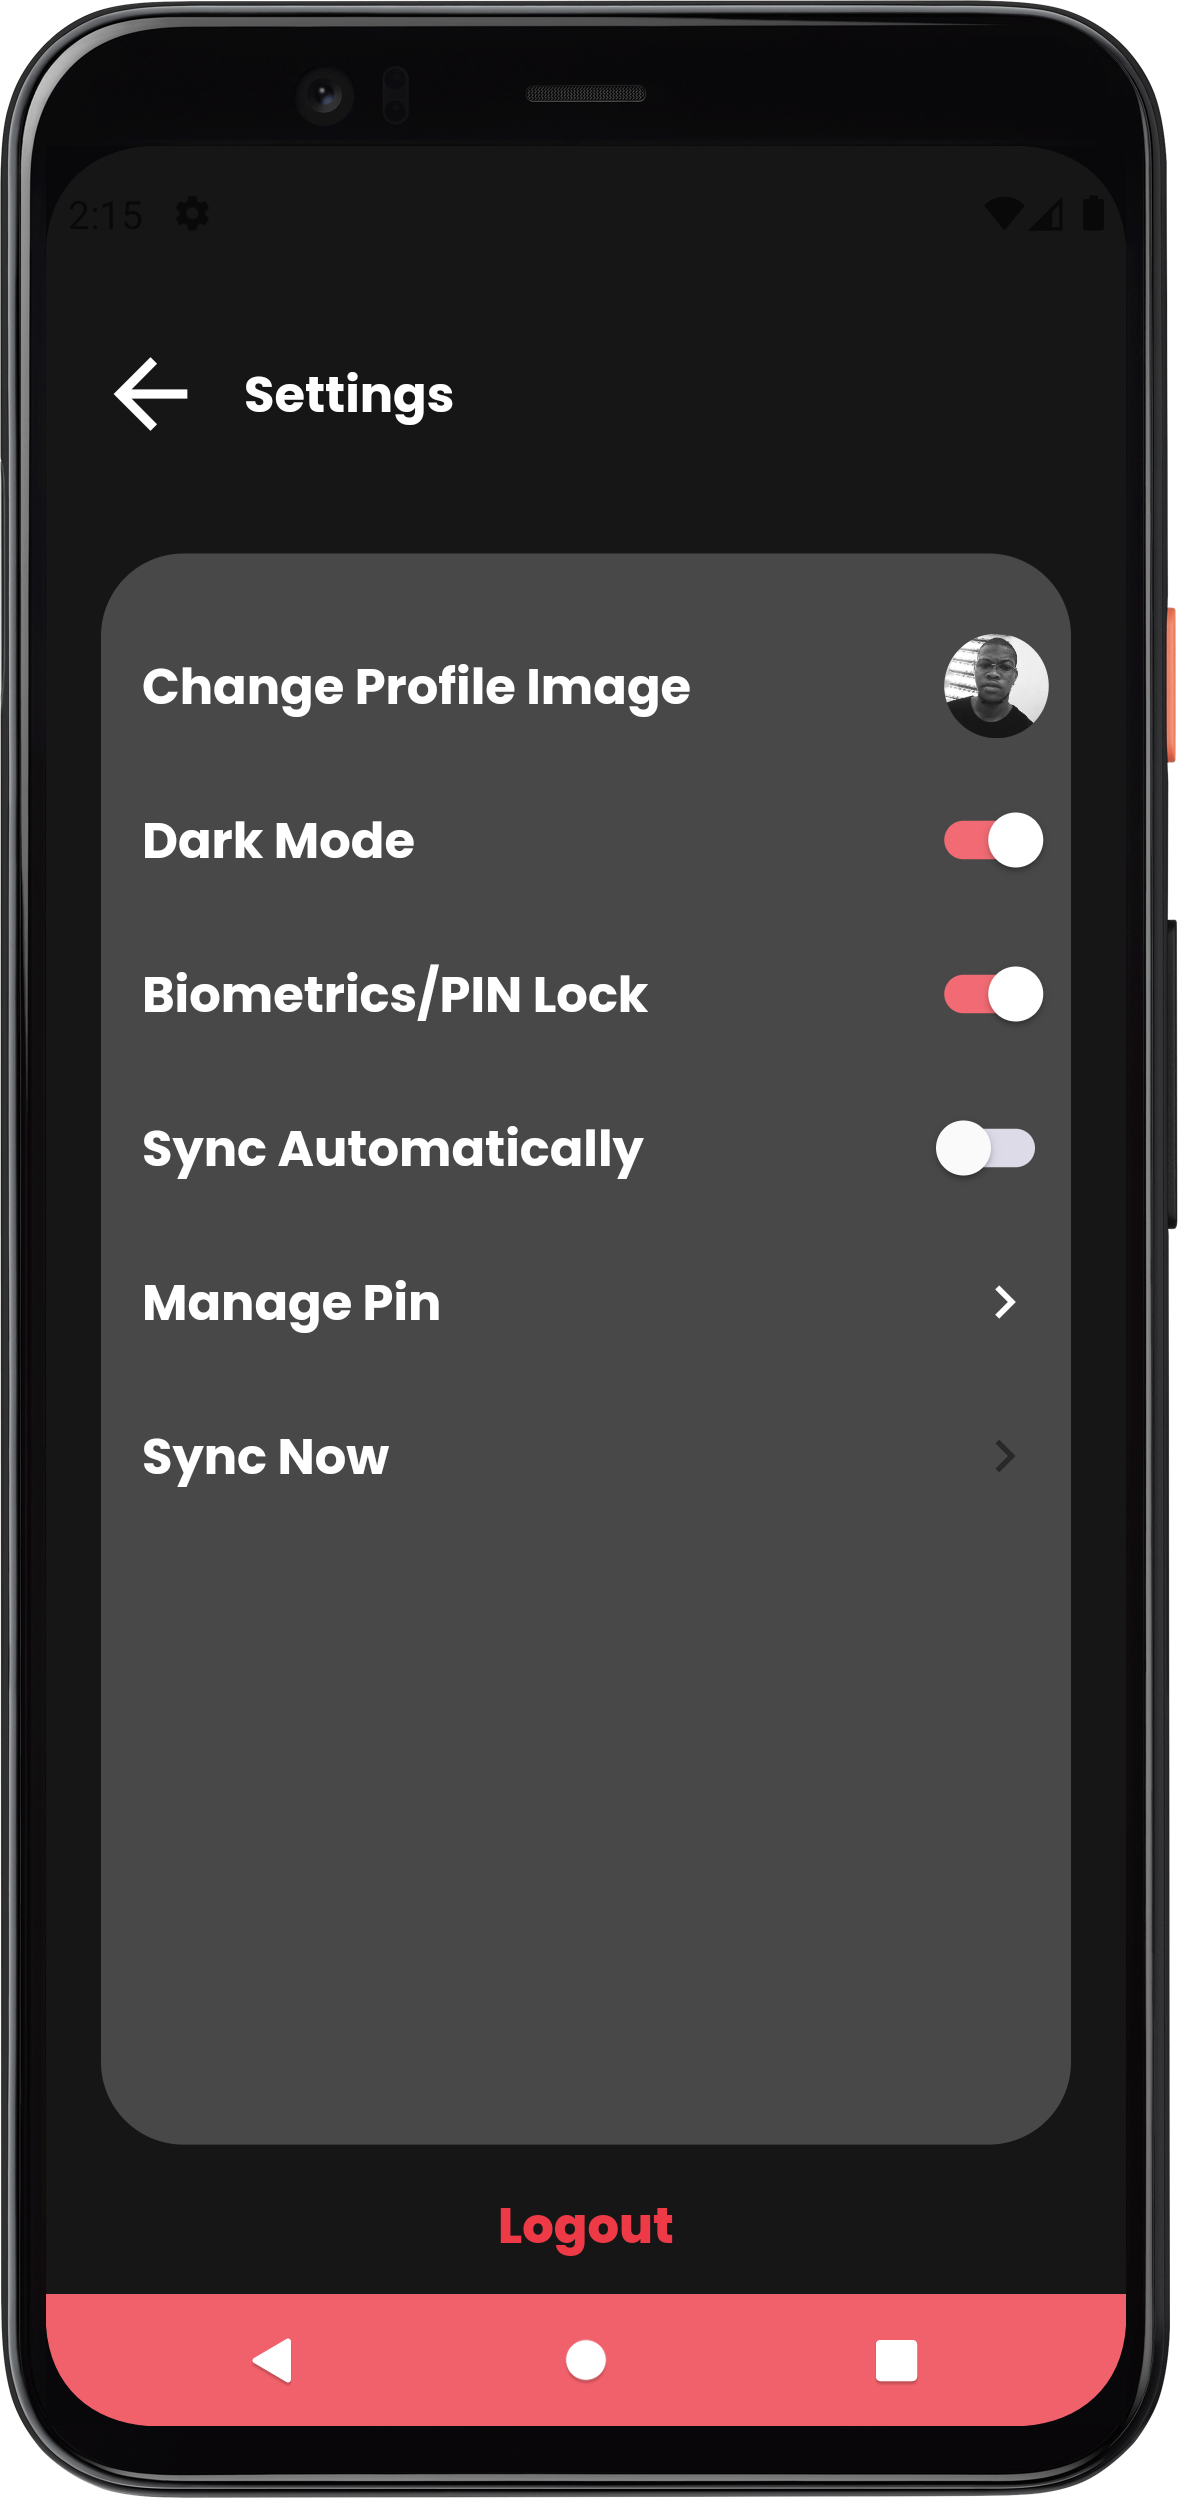 2:15
Settings
Change Profile Image
Dark Mode
Biometrics/PIN Lock
Sync Automatically
Manage Pin
Sync Now
Logout